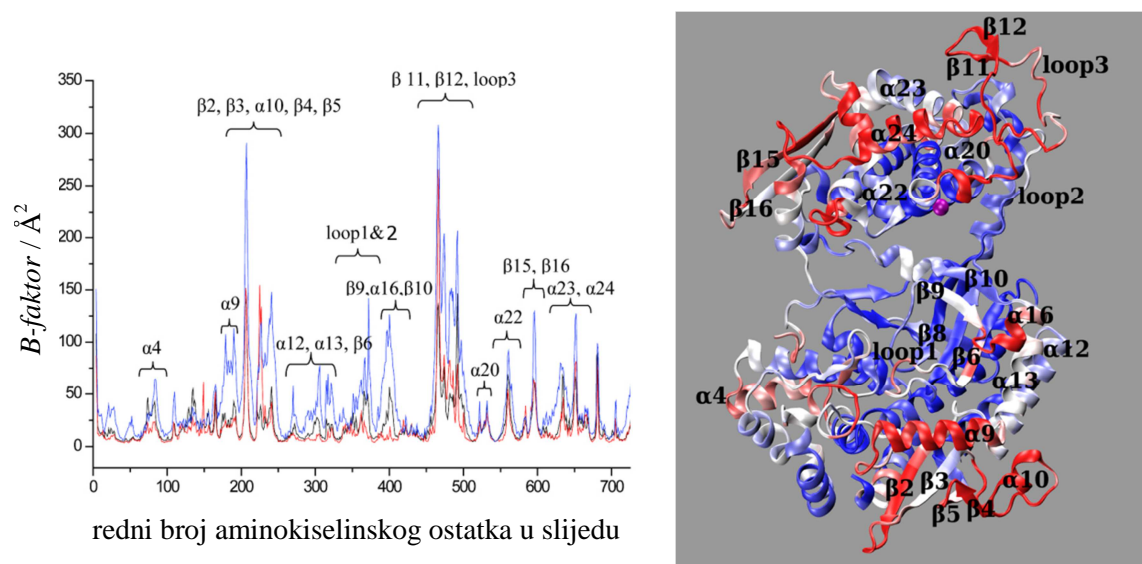 B-faktor / Å²
350
300
250
200
150
100
50
0
0 100 200 300 400 500 600 700
redni broj aminokiselinskog ostatka u slijedu
β 11, β12, loop3
β2, β3, α10, β4, β5
loop1&2
β15, β16
α9
β9,α16,β10
α23, α24
α22
α12, α13, β6
α4
α20
β12
β11
loop3
α23
α24
α20
β15
α22
β16
loop2
β10
β9
α16
β8
α12
loop1
β6
α13
α4
α9
α10
β3
β2
β4
β5